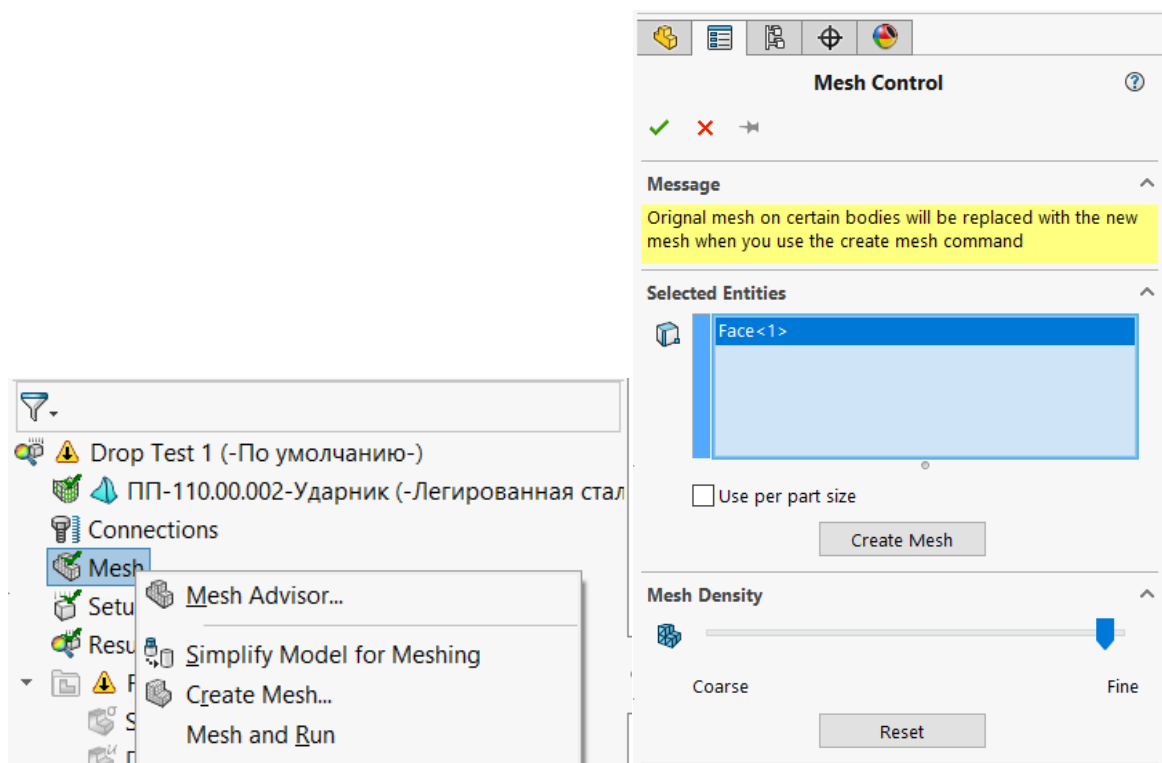 Drop Test 1 (-По умолчанию-)
ПП-110.00.002-Ударник (-Легированная
Connections
Mesh
Mesh Advisor...
Simplify Model for Meshing
Create Mesh...
Mesh and Run
Mesh Control
Message
Orignal mesh on certain bodies will be replaced with the new
mesh when you use the create mesh command
Selected Entities
Face<1>
Use per part size
Create Mesh
Mesh Density
Coarse
Fine
Reset